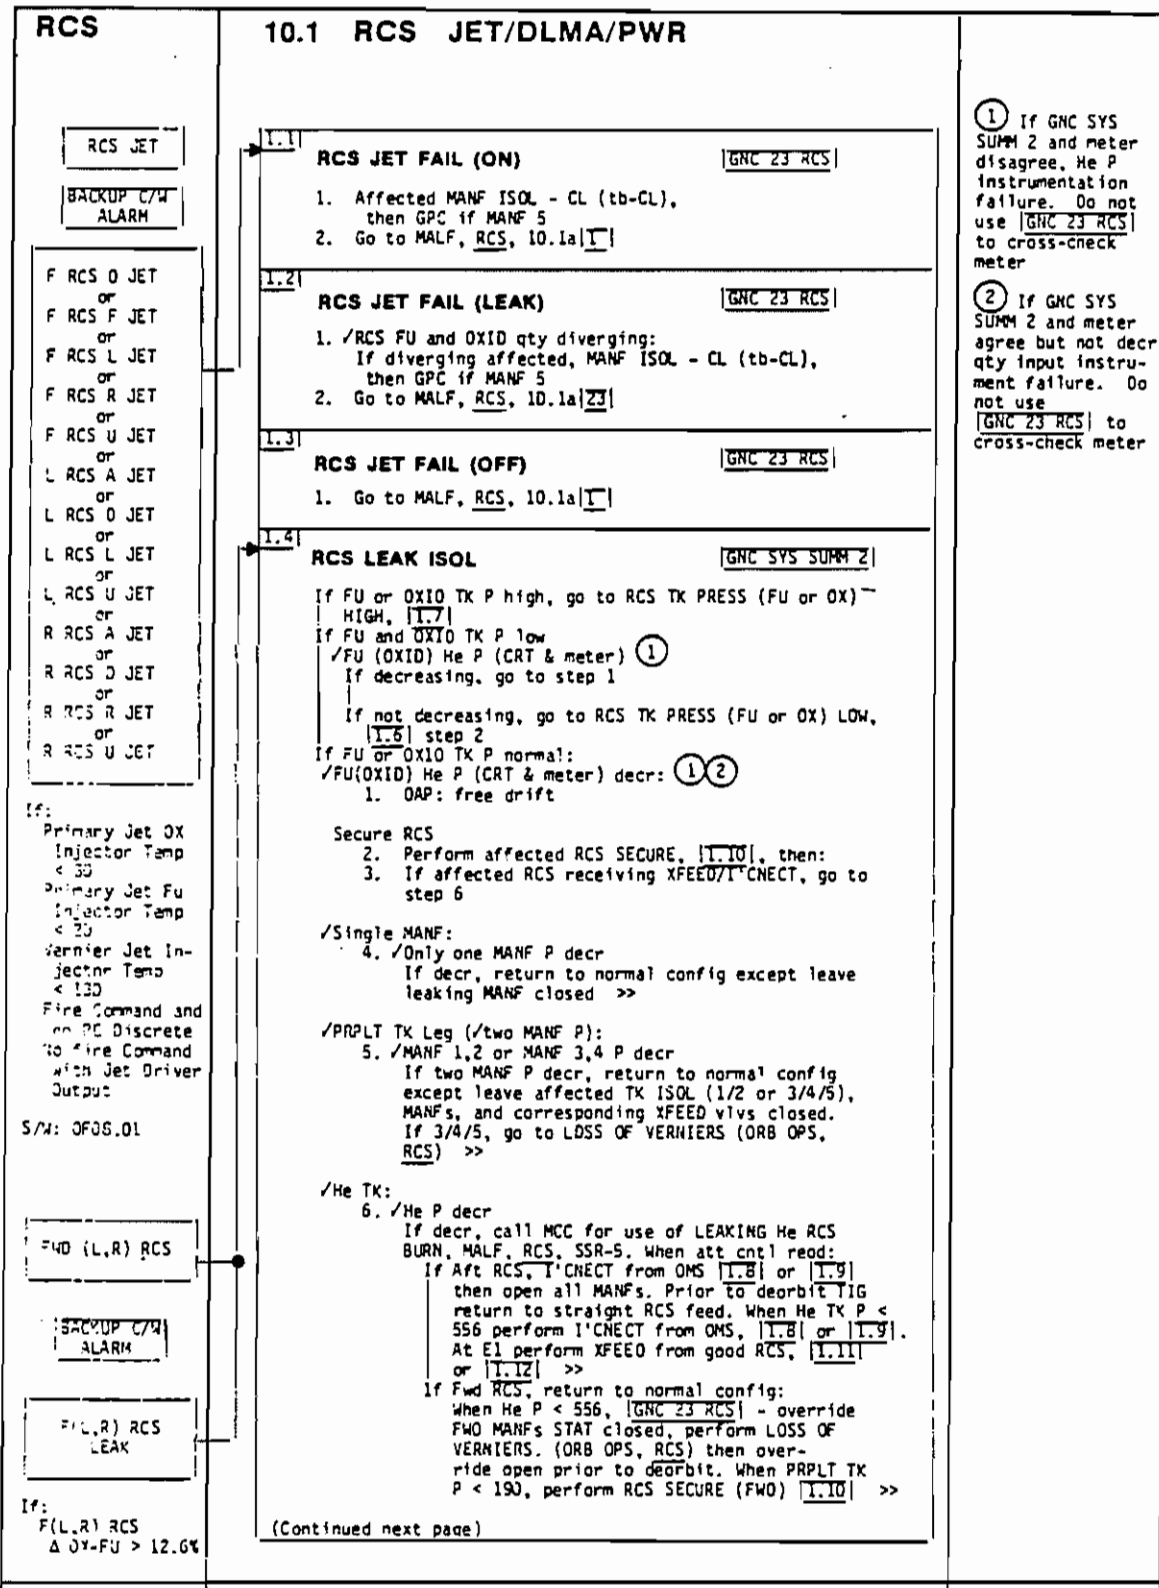 RCS
10.1 RCS JET/DLMA/PWR
RCS JET
BACKUP C/W
ALARM
F RCS D JET
or
F RCS F JET
or
F RCS L JET
or
F RCS R JET
or
F RCS U JET
or
L RCS A JET
or
L RCS D JET
or
L RCS L JET
or
L RCS U JET
or
R RCS A JET
or
R RCS D JET
or
R RCS R JET
or
R RCS U JET
If:
Primary Jet OX
Injector Temp
< 30
Primary Jet Fu
Injector Temp
< 20
Vernier Jet In-
jector Temp
< 130
Fire Command and
no PC Discrete
No Fire Command
with Jet Driver
Output
S/W: OF08.01
FWD (L,R) RCS
BACKUP C/W
ALARM
F(L,R) RCS
LEAK
If:
F(L,R) RCS
Δ OX-FU > 12.6%
1.1
RCS JET FAIL (ON) GNC 23 RCS
1. Affected MANF ISOL - CL (tb-CL),
then GPC if MANF 5
2. Go to MALF, RCS, 10.1a 1
1.2
RCS JET FAIL (LEAK) GNC 23 RCS
1. √RCS FU and OXID qty diverging:
If diverging affected, MANF ISOL - CL (tb-CL),
then GPC if MANF 5
2. Go to MALF, RCS, 10.1a 23
1.3
RCS JET FAIL (OFF) GNC 23 RCS
1. Go to MALF, RCS, 10.1a 1
1.4
RCS LEAK ISOL GNC SYS SUMM 2
If FU or OXID TK P high, go to RCS TK PRESS (FU or OX)
HIGH, 1.7
If FU and OXID TK P low
√FU (OXID) He P (CRT & meter) 1
If decreasing, go to step 1
If not decreasing, go to RCS TK PRESS (FU or OX) LOW,
1.6 step 2
If FU or OXID TK P normal:
√FU(OXID) He P (CRT & meter) decr: 1 2
1. DAP: free drift
Secure RCS
2. Perform affected RCS SECURE, 1.10, then:
3. If affected RCS receiving XFEED/I'CNECT, go to
step 6
√Single MANF:
4. √Only one MANF P decr
If decr, return to normal config except leave
leaking MANF closed >>
√PRPLT TK Leg (√two MANF P):
5. √MANF 1,2 or MANF 3,4 P decr
If two MANF P decr, return to normal config
except leave affected TK ISOL (1/2 or 3/4/5),
MANFs, and corresponding XFEED vlvs closed.
If 3/4/5, go to LOSS OF VERNIERS (ORB OPS,
RCS) >>
√He TK:
6. √He P decr
If decr, call MCC for use of LEAKING He RCS
BURN, MALF, RCS, SSR-5. When att cntl reqd:
If Aft RCS, I'CNECT from OMS 1.8 or 1.9
then open all MANFs. Prior to deorbit TIG
return to straight RCS feed. When He TK P <
556 perform I'CNECT from OMS, 1.8 or 1.9.
At EI perform XFEED from good RCS, 1.11
or 1.12 >>
If Fwd RCS, return to normal config:
When He P < 556, GNC 23 RCS - override
FWD MANFs STAT closed, perform LOSS OF
VERNIERS. (ORB OPS, RCS) then over-
ride open prior to deorbit. When PRPLT TK
P < 190, perform RCS SECURE (FWD) 1.10 >>
(Continued next page)
1 If GNC SYS
SUMM 2 and meter
disagree, He P
instrumentation
failure. Do not
use GNC 23 RCS
to cross-check
meter
2 If GNC SYS
SUMM 2 and meter
agree but not decr
qty input instru-
ment failure. Do
not use
GNC 23 RCS to
cross-check meter